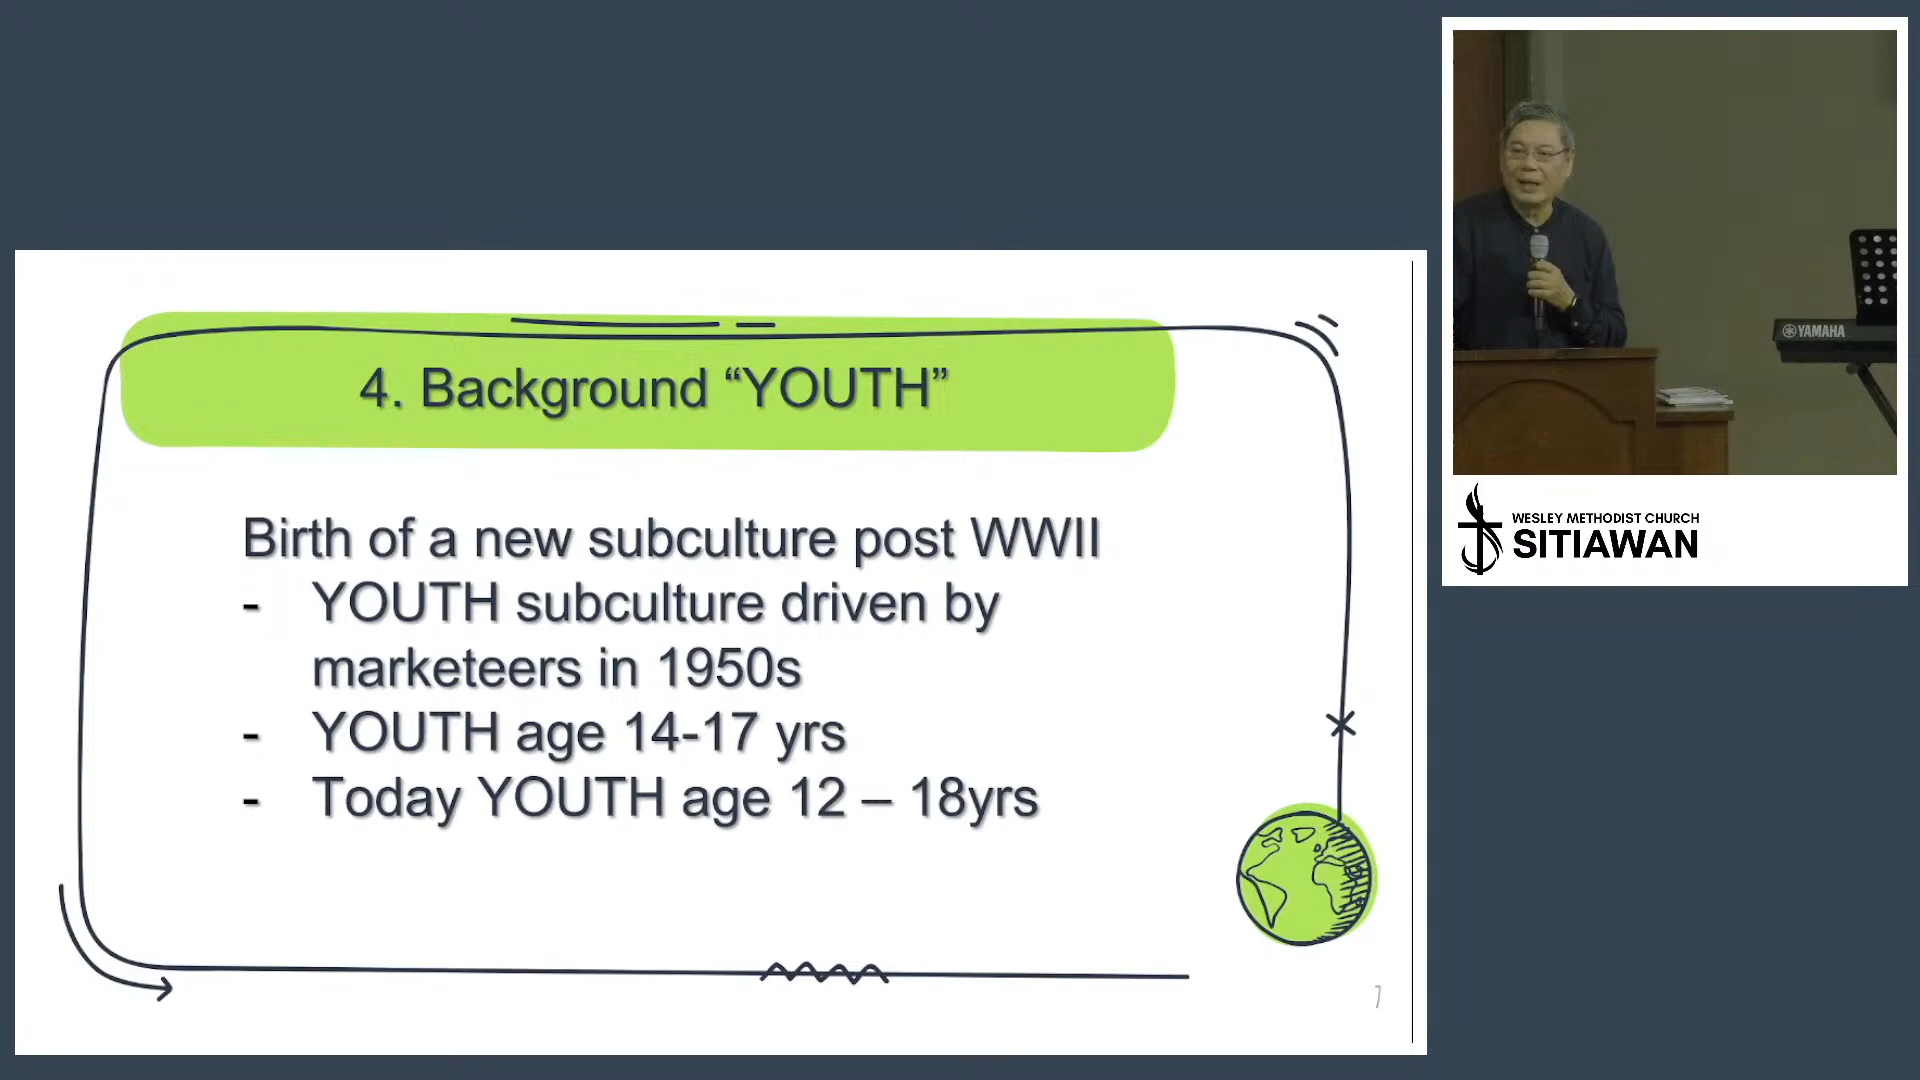 4. Background “YOUTH”
Birth of a new subculture post WWII
- YOUTH subculture driven by
marketeers in 1950s
- YOUTH age 14-17 yrs
- Today YOUTH age 12 – 18yrs
7
YAMAHA
WESLEY METHODIST CHURCH
SITIAWAN